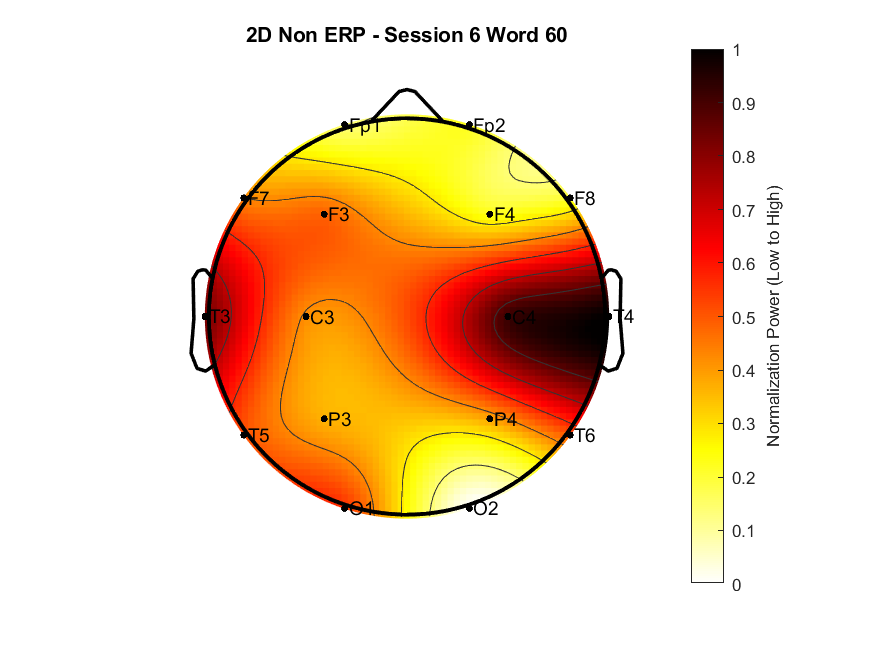 2D Non ERP - Session 6 Word 60
Fp1 Fp2
F7 F8
F3 F4
T3 C3 C4 T4
P3 P4
T5 T6
O1 O2
1
0.9
0.8
0.7
0.6
0.5
0.4
0.3
0.2
0.1
0
Normalization Power (Low to High)